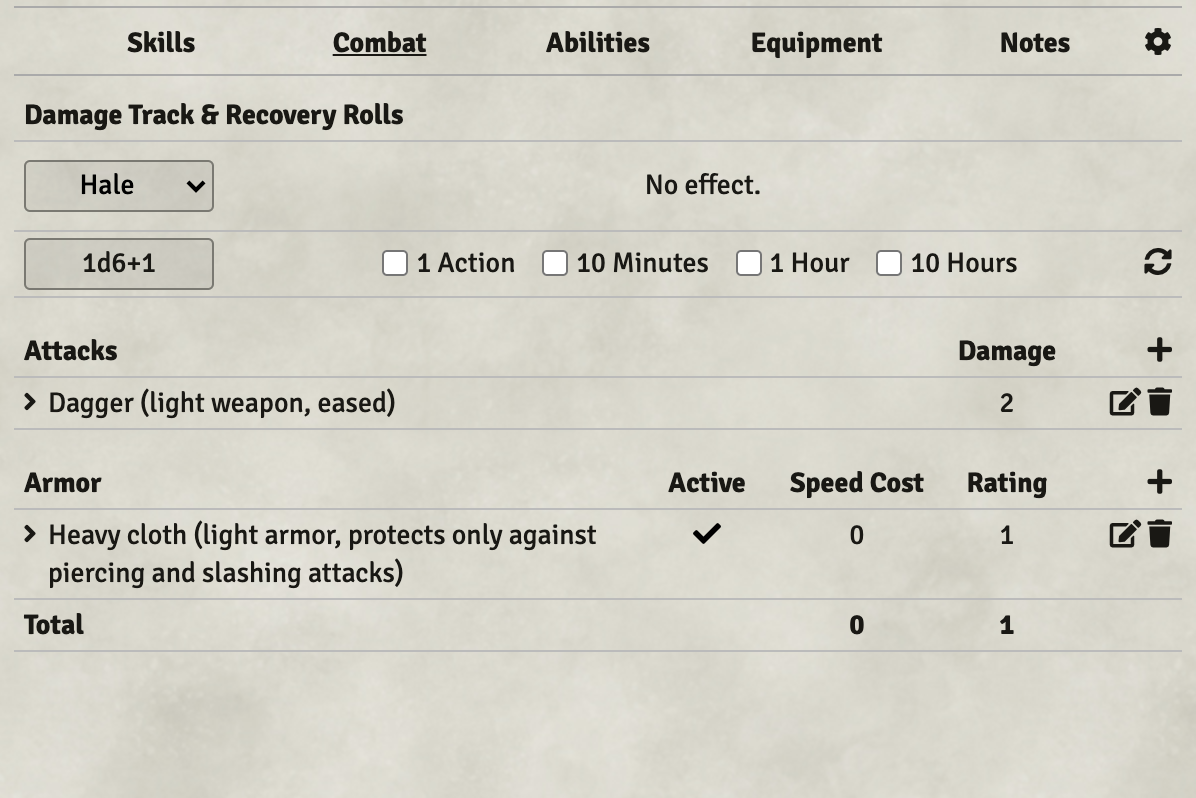 Skills Combat Abilities Equipment Notes
Damage Track & Recovery Rolls
Hale No effect.
1d6+1 1 Action 10 Minutes 1 Hour 10 Hours
Attacks Damage
Dagger (light weapon, eased) 2
Armor Active Speed Cost Rating
Heavy cloth (light armor, protects only against 0 1
piercing and slashing attacks)
Total 0 1